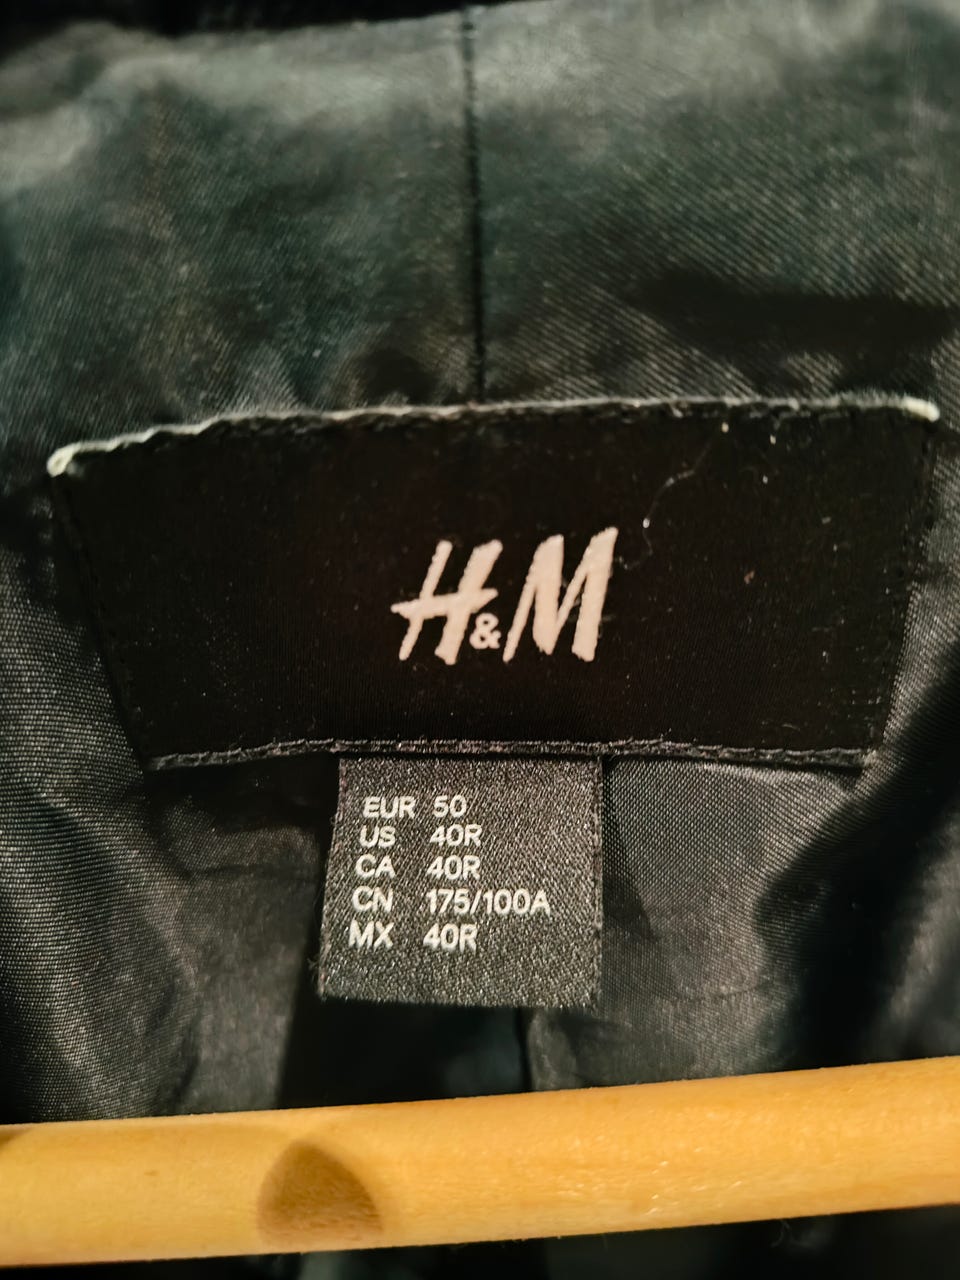 H&M
EUR 50
US 40R
CA 40R
CN 175/100A
MX 40R